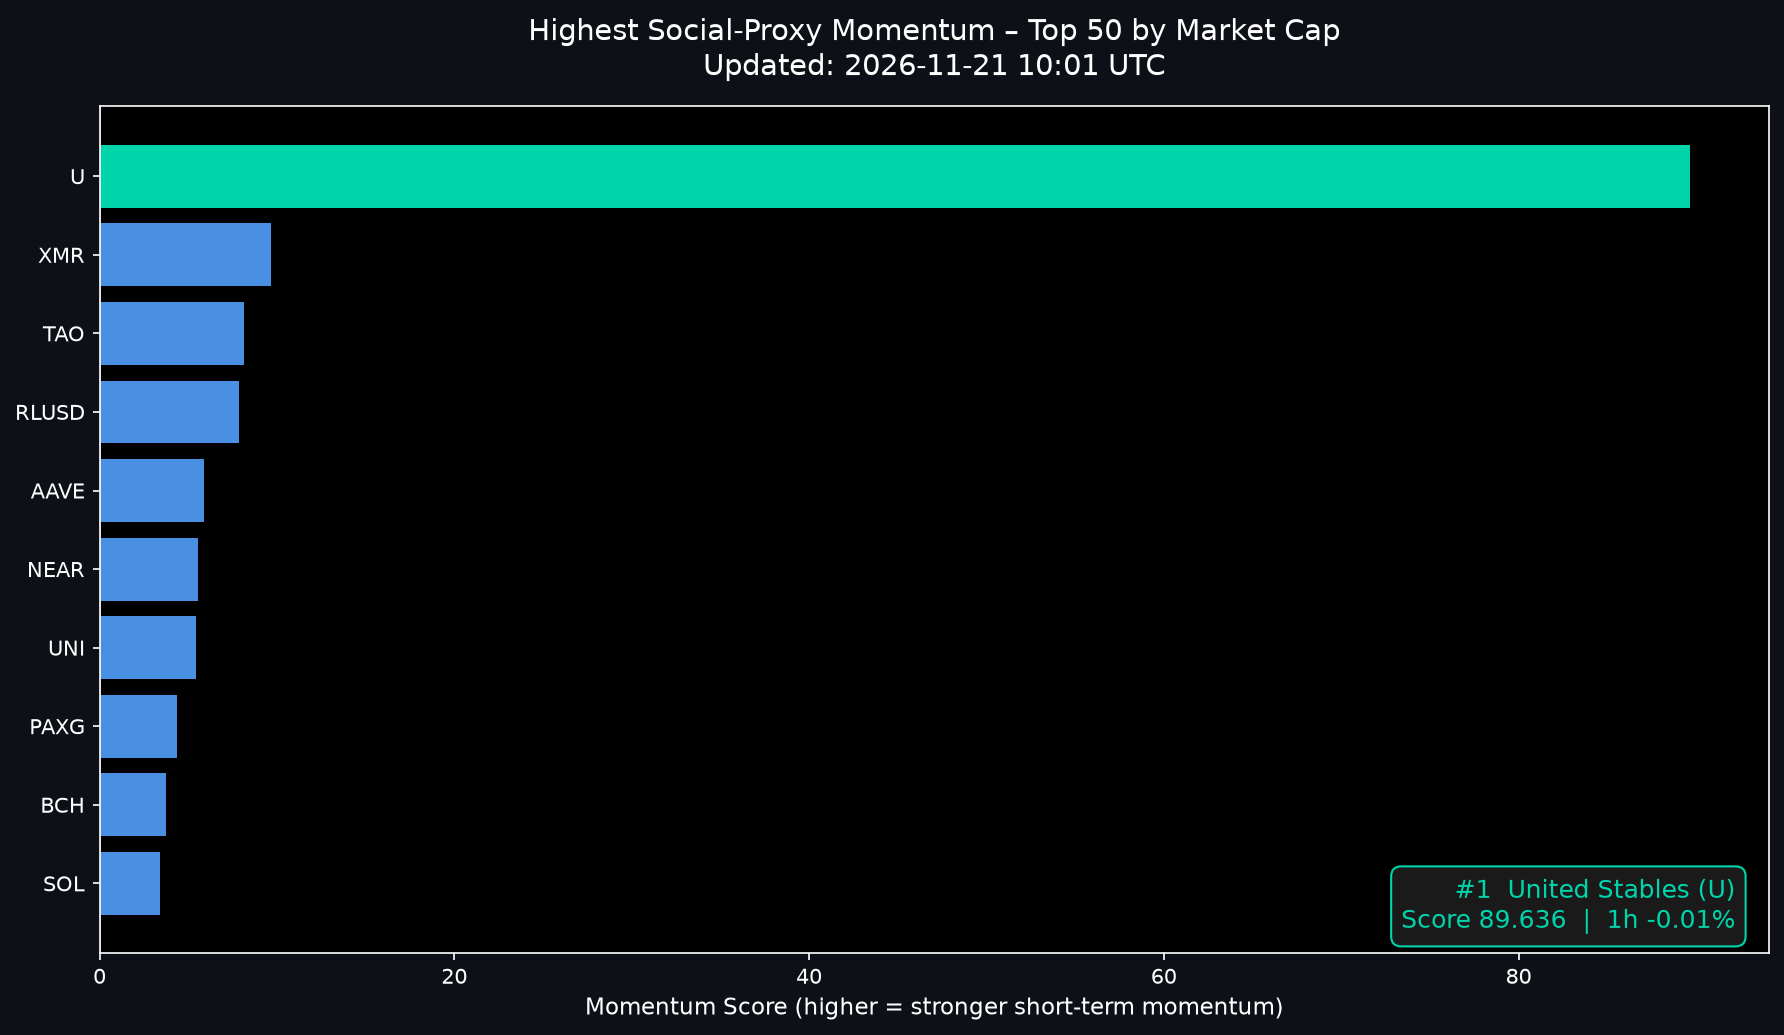 Highest Social-Proxy Momentum – Top 50 by Market Cap
Updated: 2026-11-21 10:01 UTC
U
XMR
TAO
RLUSD
AAVE
NEAR
UNI
PAXG
BCH
SOL
#1  United Stables (U)
Score 89.636  |  1h -0.01%
0 20 40 60 80
Momentum Score (higher = stronger short-term momentum)